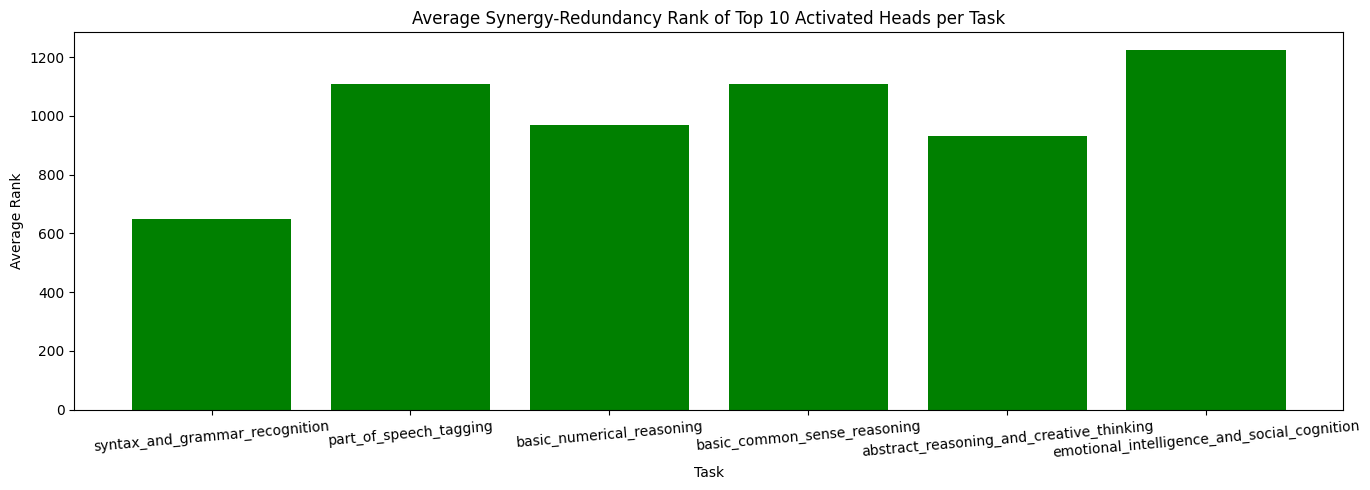 Average Synergy-Redundancy Rank of Top 10 Activated Heads per Task
Average Rank
1200
1000
800
600
400
200
0
syntax_and_grammar_recognition
part_of_speech_tagging
basic_numerical_reasoning
basic_common_sense_reasoning
abstract_reasoning_and_creative_thinking
emotional_intelligence_and_social_cognition
Task